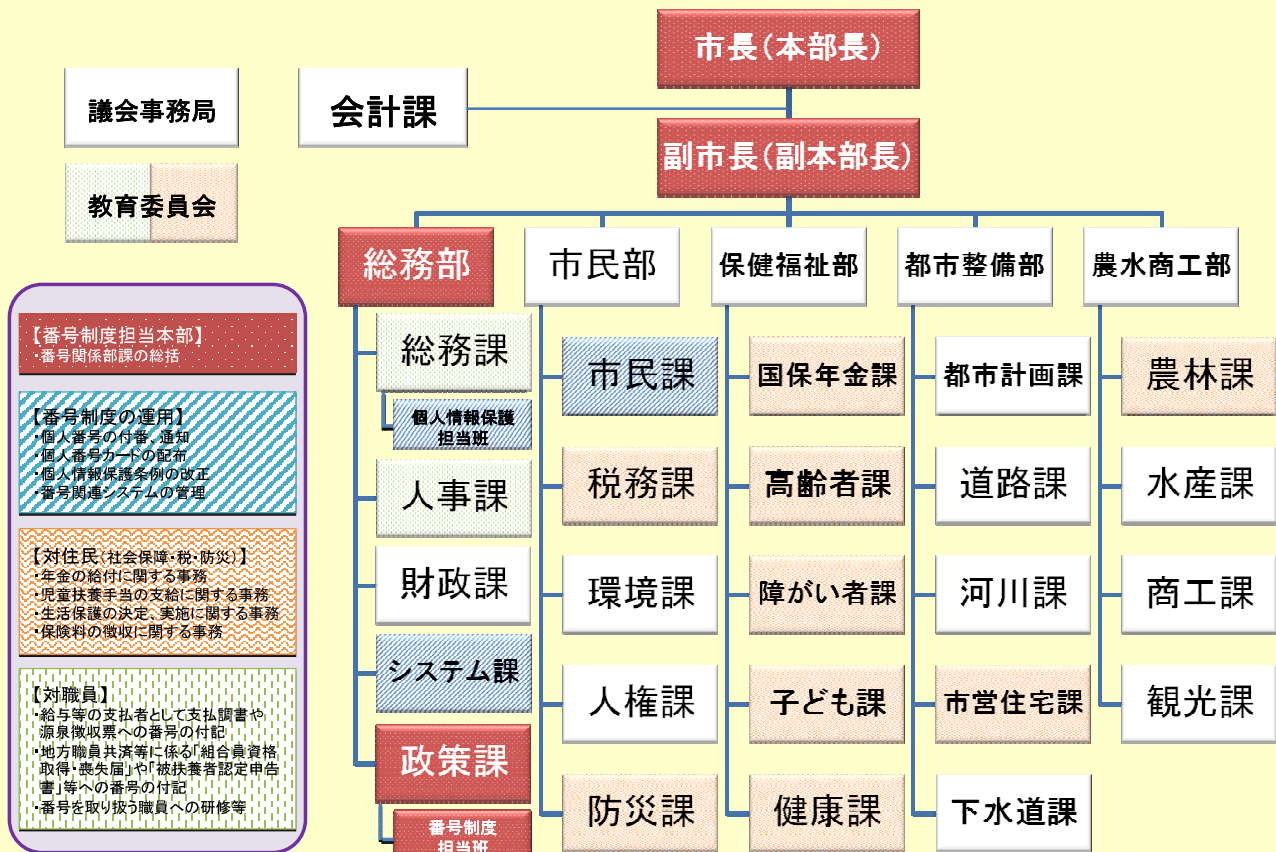 市長(本部長)
議会事務局
会計課
副市長(副本部長)
教育委員会
総務部
市民部
保健福祉部
都市整備部
農水商工部
総務課
個人情報保護
担当班
人事課
財政課
システム課
政策課
番号制度
担当班
市民課
税務課
環境課
人権課
防災課
国保年金課
高齢者課
障がい者課
子ども課
健康課
都市計画課
道路課
河川課
市営住宅課
下水道課
農林課
水産課
商工課
観光課
【番号制度担当本部】
・番号関係部課の総括
【番号制度の運用】
・個人番号の付番、通知
・個人番号カードの配布
・個人情報保護条例の改正
・番号関連システムの管理
【対住民(社会保障・税・防災)】
・年金の給付に関する事務
・児童扶養手当の支給に関する事務
・生活保護の決定、実施に関する事務
・保険料の徴収に関する事務
【対職員】
・給与等の支払者として支払調書や
源泉徴収票への番号の付記
・地方職員共済等に係る「組合員資格
取得・喪失届」や「被扶養者認定申告
書」等への番号の付記
・番号を取り扱う職員への研修等